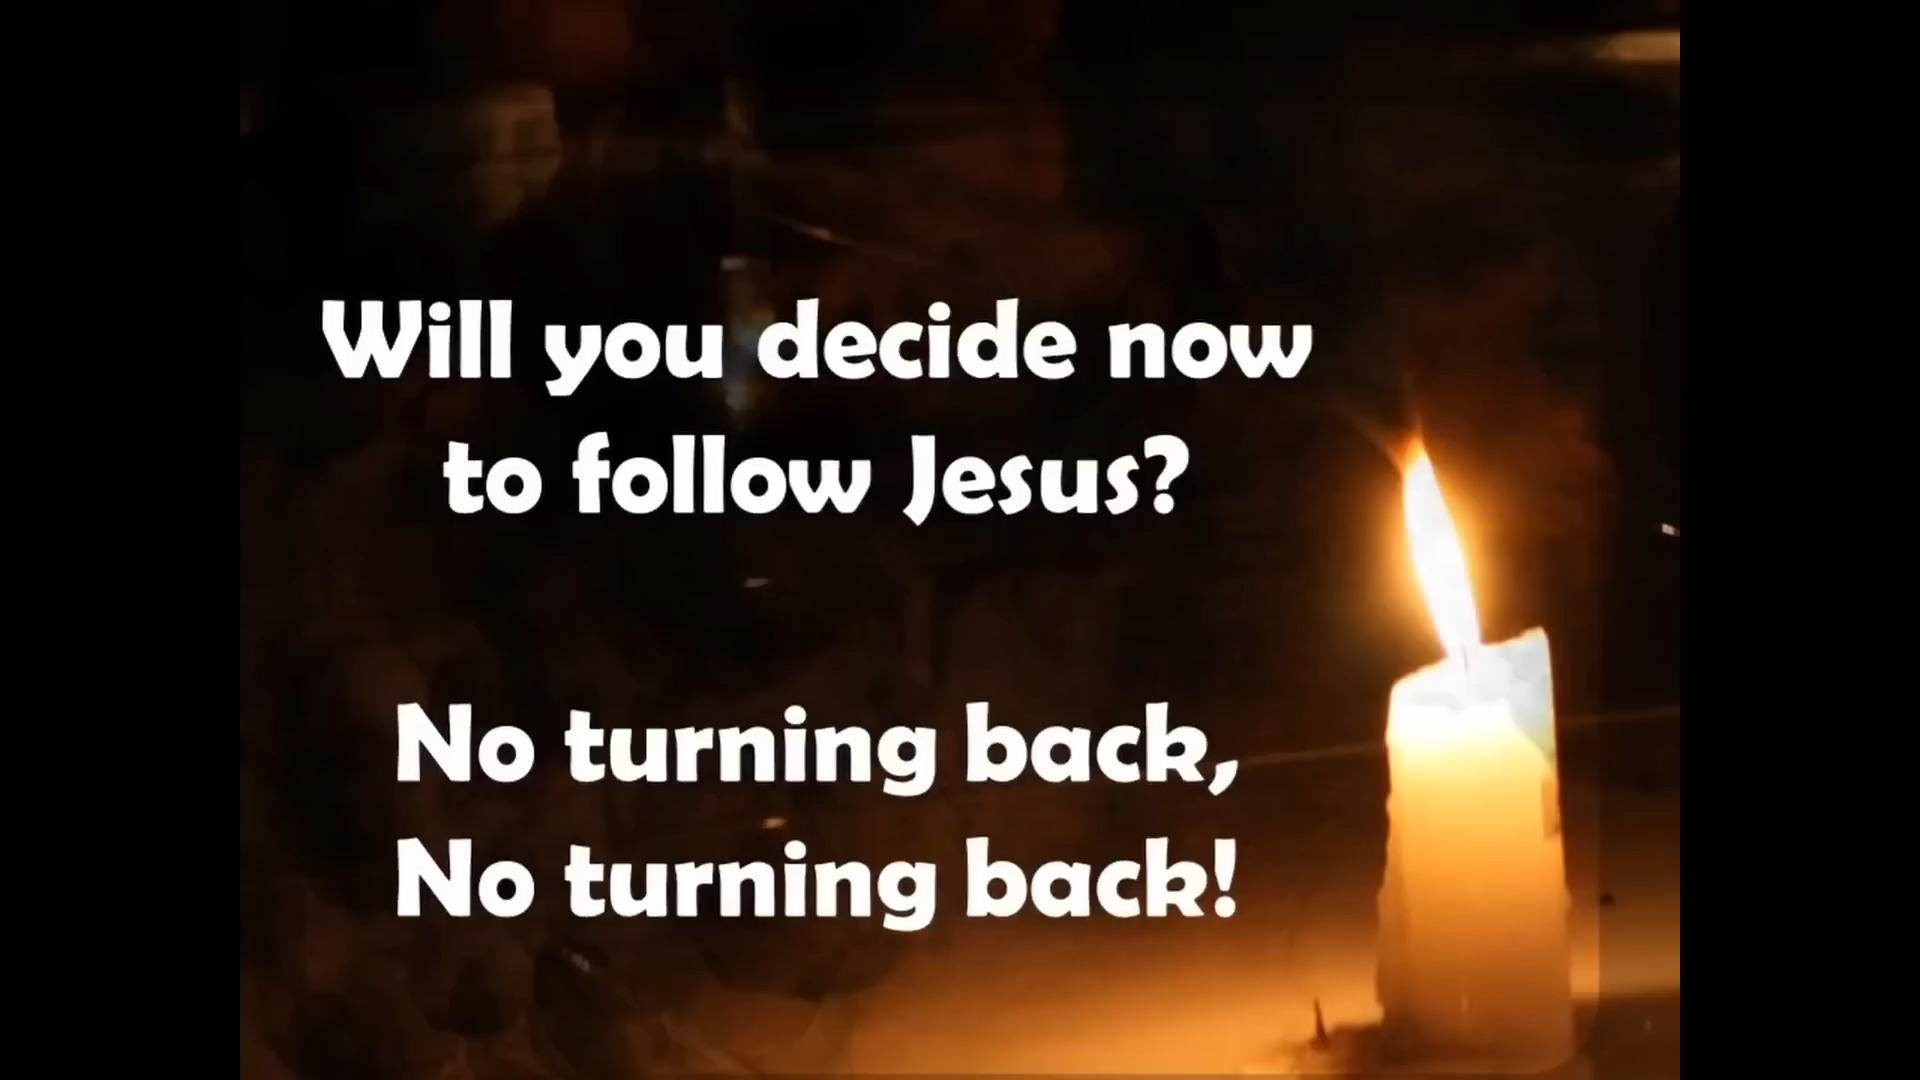 Will you decide now
to follow Jesus?
No turning back,
No turning back!